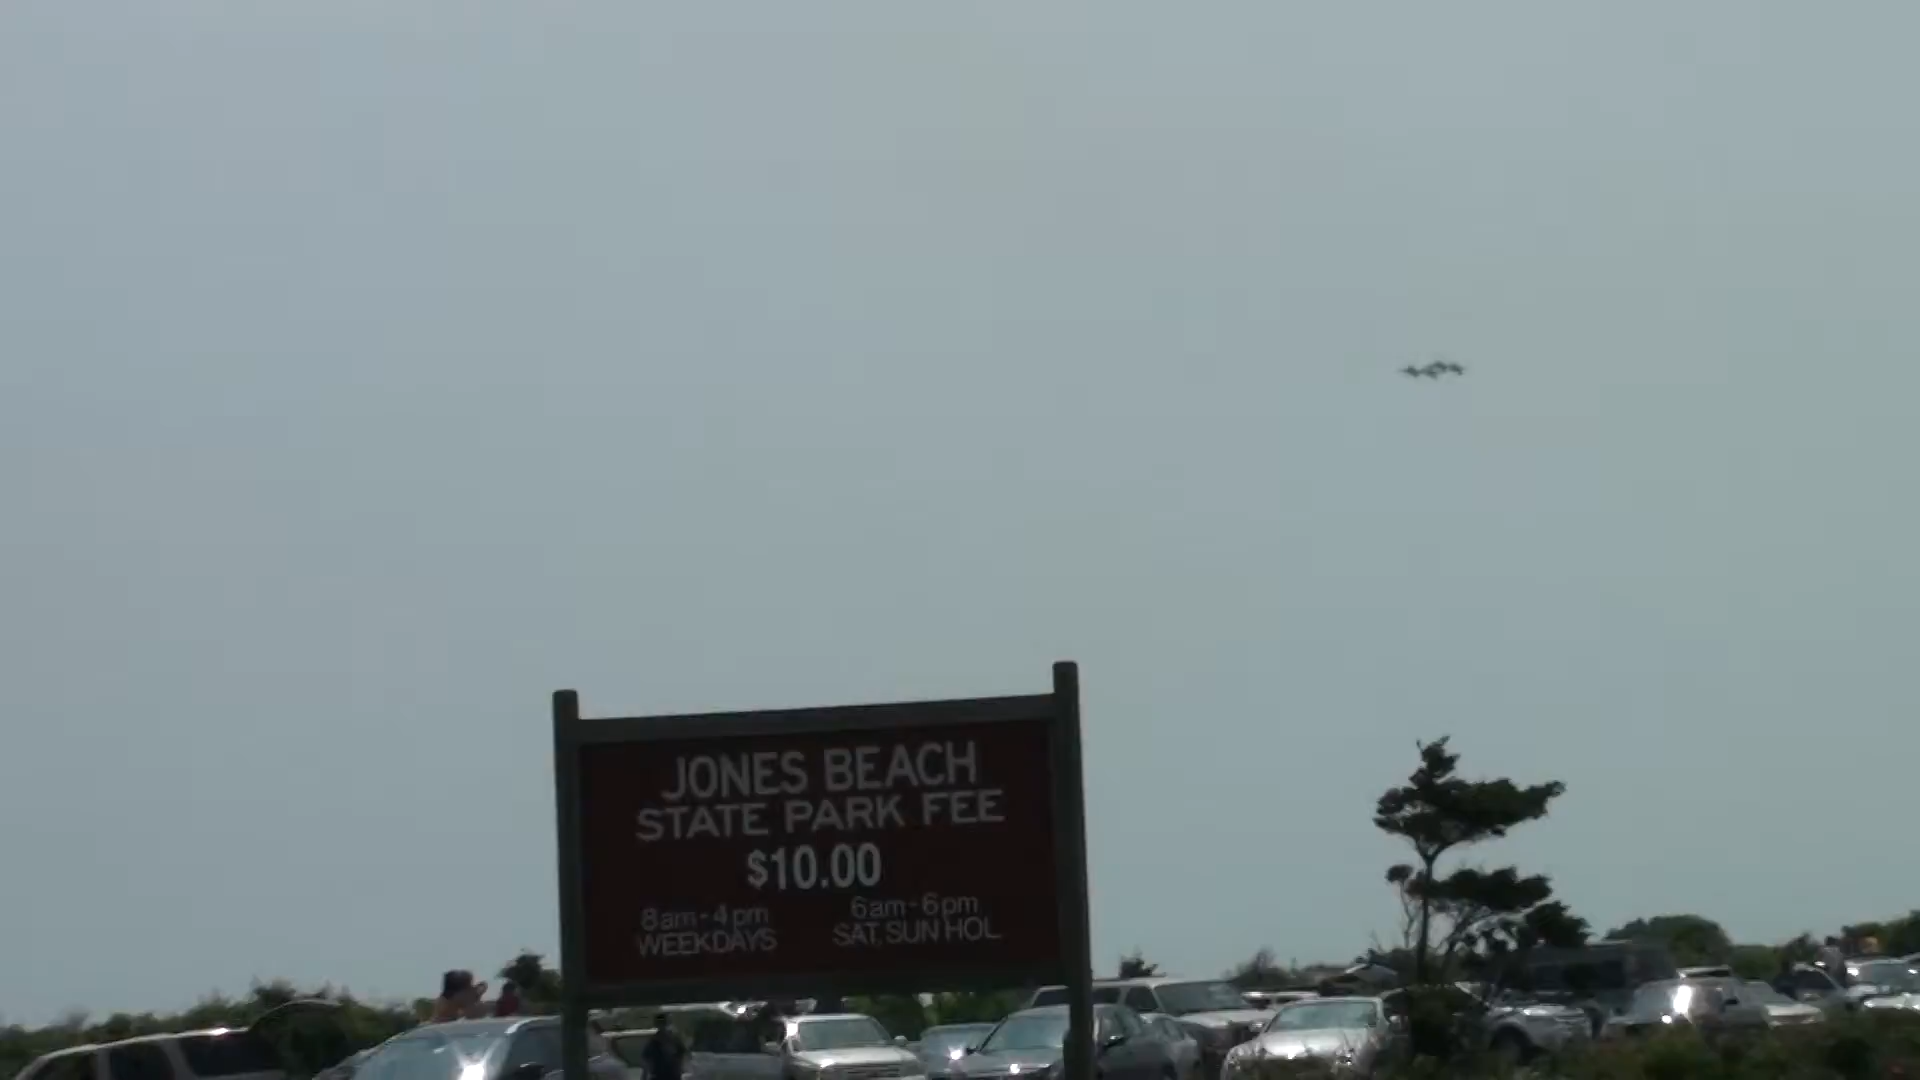 JONES BEACH
STATE PARK FEE
$10.00
8am-4pm 6am-6pm
WEEKDAYS SAT, SUN HOL